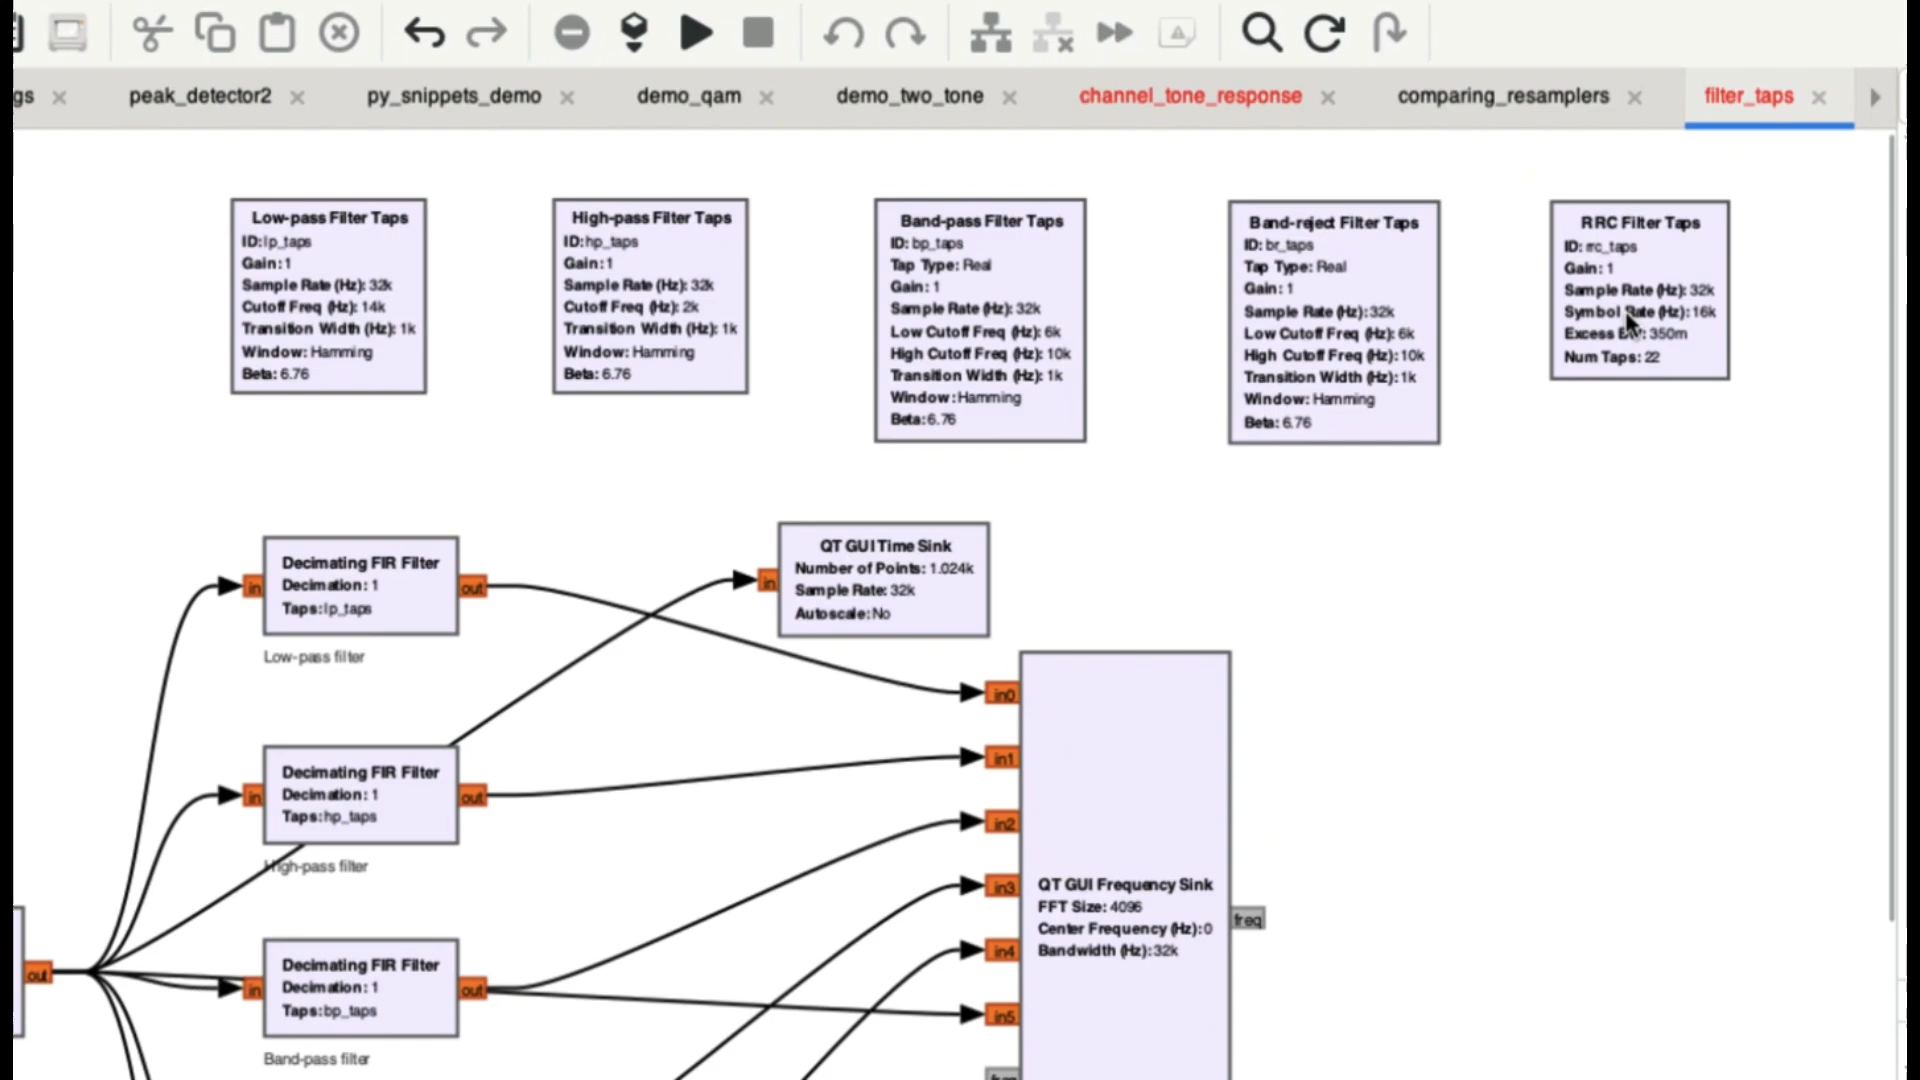 gs
peak_detector2
py_snippets_demo
demo_qam
demo_two_tone
channel_tone_response
comparing_resamplers
filter_taps
Low-pass Filter Taps
ID: lp_taps
Gain: 1
Sample Rate (Hz): 32k
Cutoff Freq (Hz): 14k
Transition Width (Hz): 1k
Window: Hamming
Beta: 6.76
High-pass Filter Taps
ID: hp_taps
Gain: 1
Sample Rate (Hz): 32k
Cutoff Freq (Hz): 2k
Transition Width (Hz): 1k
Window: Hamming
Beta: 6.76
Band-pass Filter Taps
ID: bp_taps
Tap Type: Real
Gain: 1
Sample Rate (Hz): 32k
Low Cutoff Freq (Hz): 6k
High Cutoff Freq (Hz): 10k
Transition Width (Hz): 1k
Window: Hamming
Beta: 6.76
Band-reject Filter Taps
ID: br_taps
Tap Type: Real
Gain: 1
Sample Rate (Hz): 32k
Low Cutoff Freq (Hz): 6k
High Cutoff Freq (Hz): 10k
Transition Width (Hz): 1k
Window: Hamming
Beta: 6.76
RRC Filter Taps
ID: rrc_taps
Gain: 1
Sample Rate (Hz): 32k
Symbol Rate (Hz): 16k
Excess BW: 350m
Num Taps: 22
in
Decimating FIR Filter
Decimation: 1
Taps: lp_taps
out
Low-pass filter
in
QT GUI Time Sink
Number of Points: 1.024k
Sample Rate: 32k
Autoscale: No
in
Decimating FIR Filter
Decimation: 1
Taps: hp_taps
out
High-pass filter
out
in
Decimating FIR Filter
Decimation: 1
Taps: bp_taps
out
Band-pass filter
in0
in1
in2
in3
in4
in5
QT GUI Frequency Sink
FFT Size: 4096
Center Frequency (Hz): 0
Bandwidth (Hz): 32k
freq